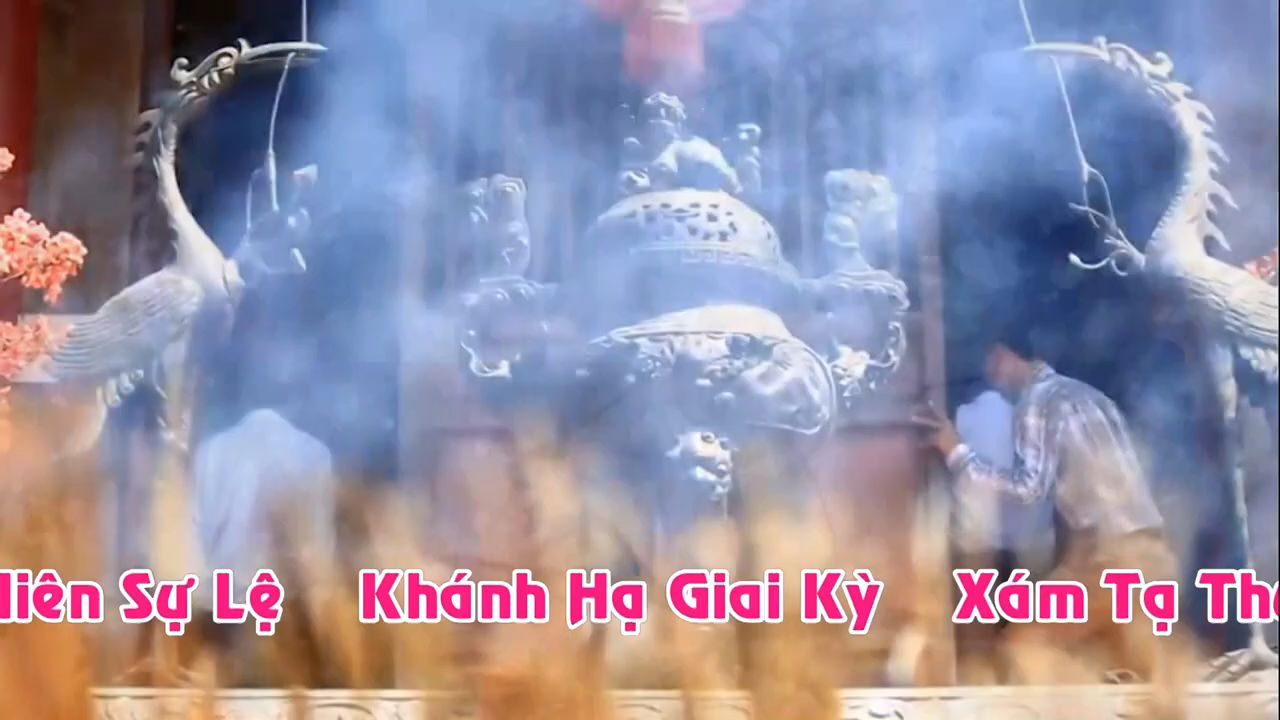 Sự Lệ Khánh Hạ Giai Kỳ Xám Tạ